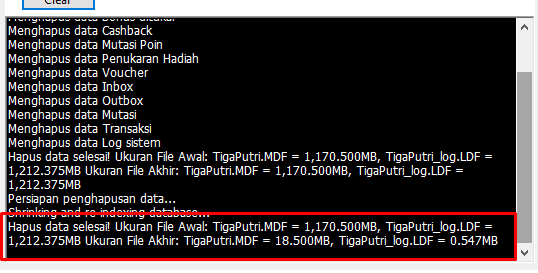 Clear
Menghapus data Bonus ditukar
Menghapus data Cashback
Menghapus data Mutasi Poin
Menghapus data Penukaran Hadiah
Menghapus data Voucher
Menghapus data Inbox
Menghapus data Outbox
Menghapus data Mutasi
Menghapus data Transaksi
Menghapus data Log sistem
Hapus data selesai! Ukuran File Awal: TigaPutri.MDF = 1,170.500MB, TigaPutri_log.LDF =
1,212.375MB Ukuran File Akhir: TigaPutri.MDF = 1,170.500MB, TigaPutri_log.LDF =
1,212.375MB
Persiapan penghapusan data...
Shrinking and re-indexing database...
Hapus data selesai! Ukuran File Awal: TigaPutri.MDF = 1,170.500MB, TigaPutri_log.LDF =
1,212.375MB Ukuran File Akhir: TigaPutri.MDF = 18.500MB, TigaPutri_log.LDF = 0.547MB